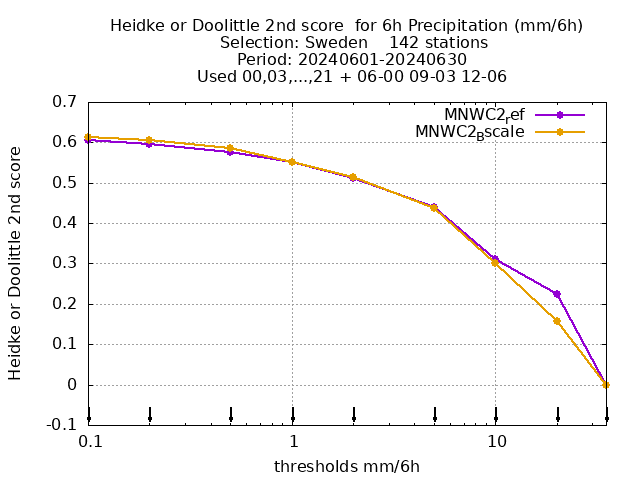 Heidke or Doolittle 2nd score  for 6h Precipitation (mm/6h)
Selection: Sweden    142 stations
Period: 20240601-20240630
Used 00,03,...,21 + 06-00 09-03 12-06
MNWC2_ref
MNWC2_Bscale
Heidke or Doolittle 2nd score
0.7
0.6
0.5
0.4
0.3
0.2
0.1
0
-0.1
0.1 1 10
thresholds mm/6h